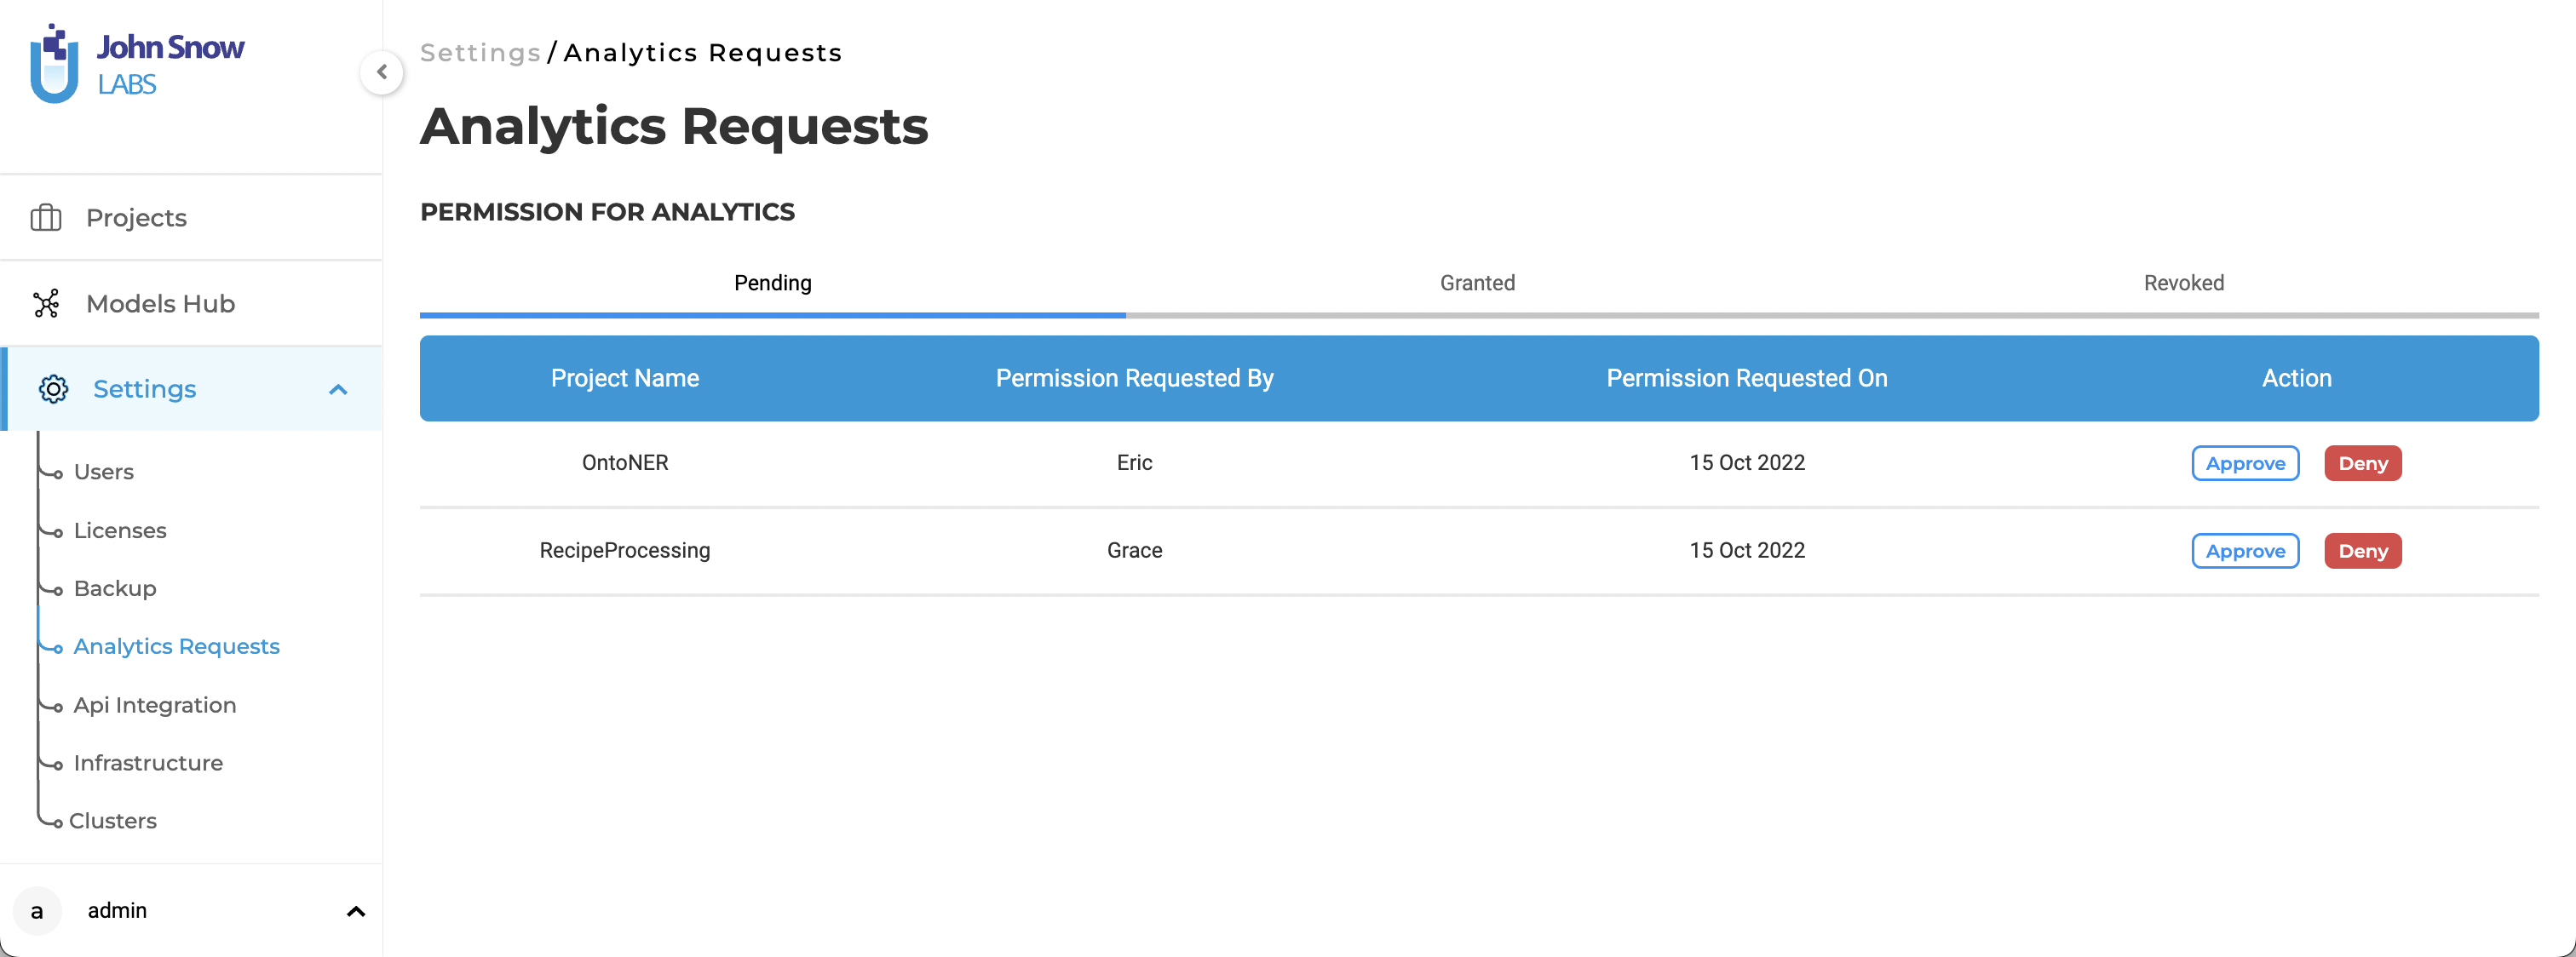 John Snow
LABS
Projects
Models Hub
Settings
Users
Licenses
Backup
Analytics Requests
Api Integration
Infrastructure
Clusters
a admin
Settings / Analytics Requests
Analytics Requests
PERMISSION FOR ANALYTICS
Pending Granted Revoked
Project Name Permission Requested By Permission Requested On Action
OntoNER Eric 15 Oct 2022 Approve Deny
RecipeProcessing Grace 15 Oct 2022 Approve Deny